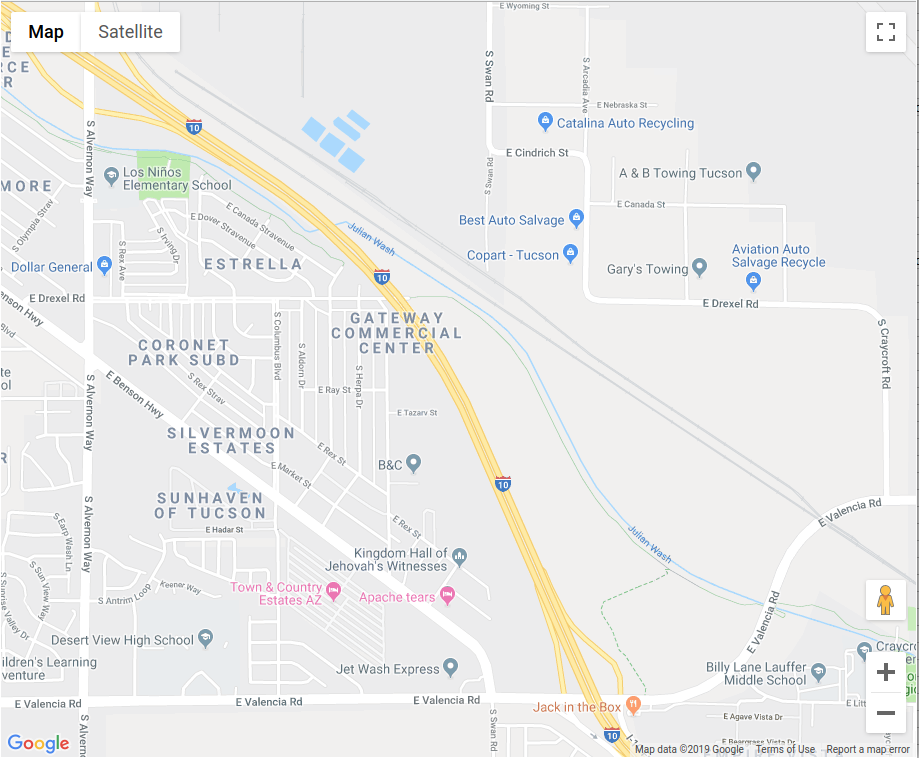 E Wyoming St
Map
Satellite
D
E
RCE
R
S Swan Rd
S Arcadia Ave
E Nebraska St
10
Catalina Auto Recycling
S Alvernon Way
E Cindrich St
S Swan Rd
Los Niños
Elementary School
MORE
A & B Towing Tucson
S Olympia Stray
E Dover Stravenue
E Canada Stravenue
E Canada St
Best Auto Salvage
Julian Wash
S Rex Ave
S Irving Dr
Copart - Tucson
Aviation Auto
Salvage Recycle
Dollar General
ESTRELLA
Gary's Towing
10
E Drexel Rd
E Drexel Rd
enson Hwy
Blvd
GATEWAY
COMMERCIAL
CENTER
S Columbus Blvd
CORONET
PARK SUBD
S Aldorn Dr
S Herpa Dr
S Craycroft Rd
te
ol
S Alvernon Way
E Benson Hwy
S Rex Strav
E Ray St
E Tazarv St
SILVERMOON
ESTATES
R
E Rex St
E Market St
B&C
10
SUNHAVEN
OF TUCSON
S Alvernon Way
E Hadar St
E Rex St
E Valencia Rd
S Earp Wash Ln
Julian Wash
Kingdom Hall of
Jehovah's Witnesses
S Sun View Way
S Sunrise Valley Dr
Keener Way
S Antrim Loop
Town & Country
Estates AZ
Apache tears
E Valencia Rd
Desert View High School
Craycro
ildren's Learning
venture
Jet Wash Express
Billy Lane Lauffer
Middle School
E Valencia Rd
E Valencia Rd
E Valencia Rd
Jack in the Box
E Litt
S Alvernon
S Swan Rd
E Agave Vista Dr
10
E Beargrass Vista Dr
Google
Map data ©2019 Google
Terms of Use
Report a map error